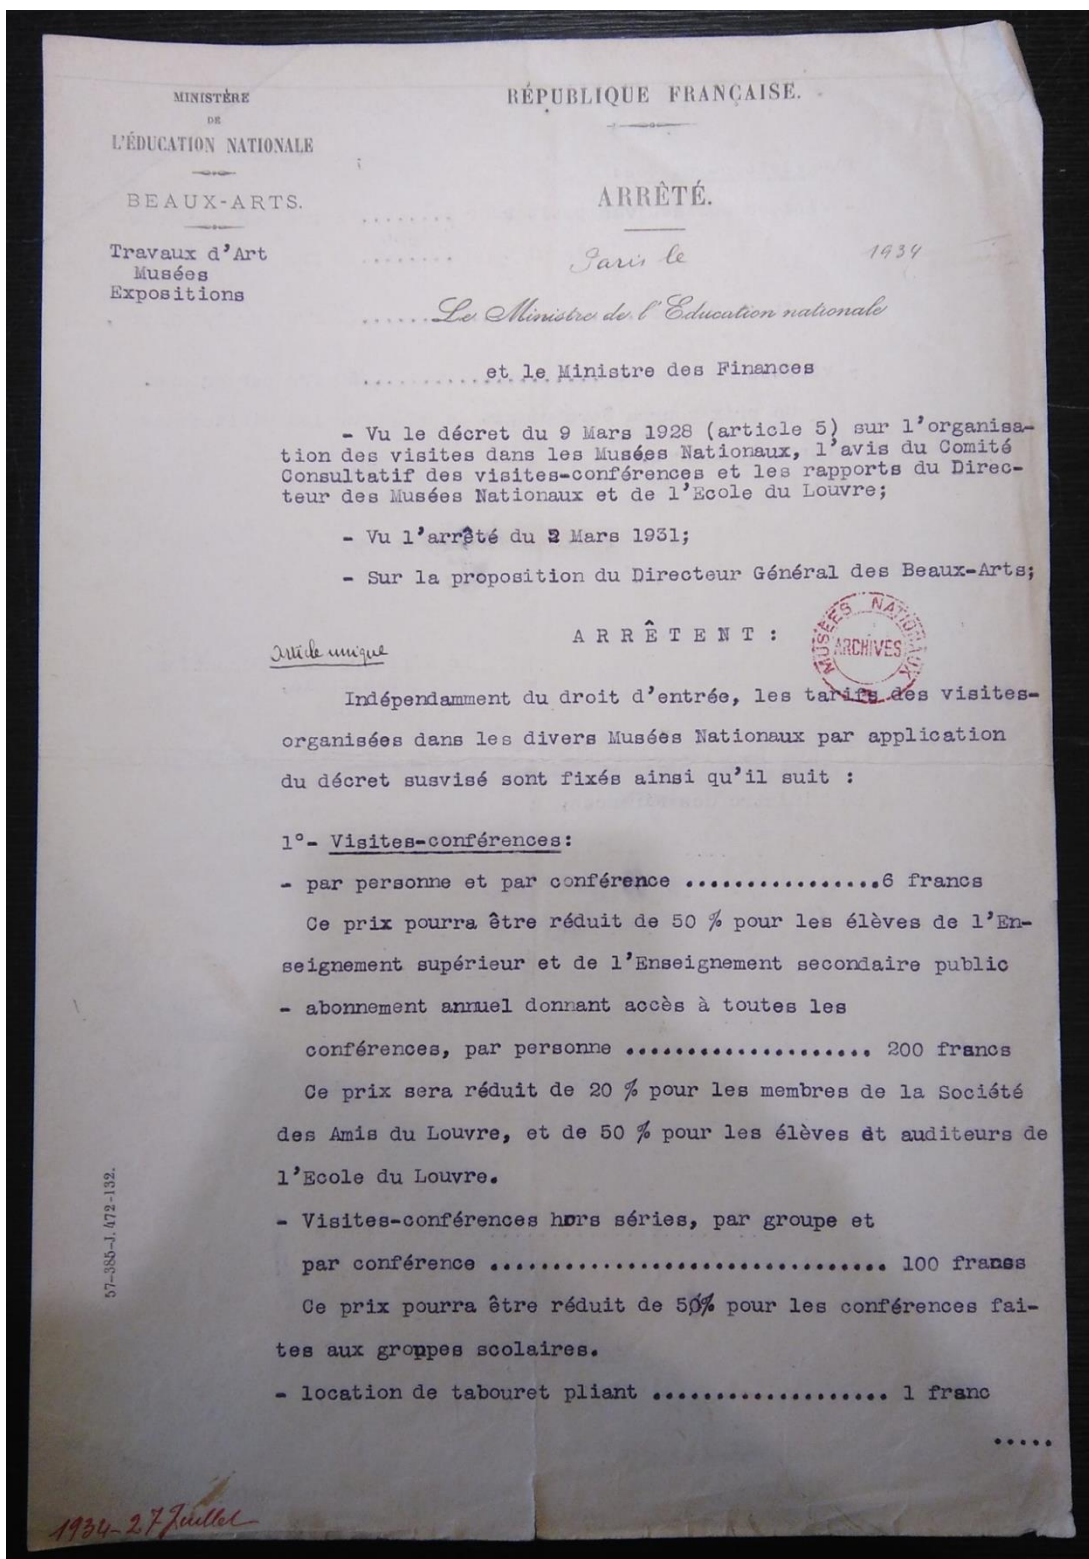 MINISTÈRE
DE
L'ÉDUCATION NATIONALE
BEAUX-ARTS.
Travaux d'Art
Musées
Expositions
RÉPUBLIQUE FRANÇAISE.
ARRÊTÉ.
Paris le 1934
Le Ministre de l'Education nationale
et le Ministre des Finances
- Vu le décret du 9 Mars 1928 (article 5) sur l'organisa-
tion des visites dans les Musées Nationaux, l'avis du Comité
Consultatif des visites-conférences et les rapports du Direc-
teur des Musées Nationaux et de l'Ecole du Louvre;
- Vu l'arrêté du 2 Mars 1931;
- Sur la proposition du Directeur Général des Beaux-Arts;
ARRÊTENT :
MUSÉES NATIONAUX
ARCHIVES
Article unique
Indépendamment du droit d'entrée, les tarifs des visites-
organisées dans les divers Musées Nationaux par application
du décret susvisé sont fixés ainsi qu'il suit :
1°- Visites-conférences:
- par personne et par conférence ................6 francs
Ce prix pourra être réduit de 50 % pour les élèves de l'En-
seignement supérieur et de l'Enseignement secondaire public
- abonnement annuel donnant accès à toutes les
conférences, par personne .................... 200 francs
Ce prix sera réduit de 20 % pour les membres de la Société
des Amis du Louvre, et de 50 % pour les élèves et auditeurs de
l'Ecole du Louvre.
- Visites-conférences hors séries, par groupe et
par conférence ................................ 100 francs
Ce prix pourra être réduit de 50% pour les conférences fai-
tes aux groupes scolaires.
- location de tabouret pliant ................... 1 franc
.....
57-385-J. 472-132.
1934-27 Juillet